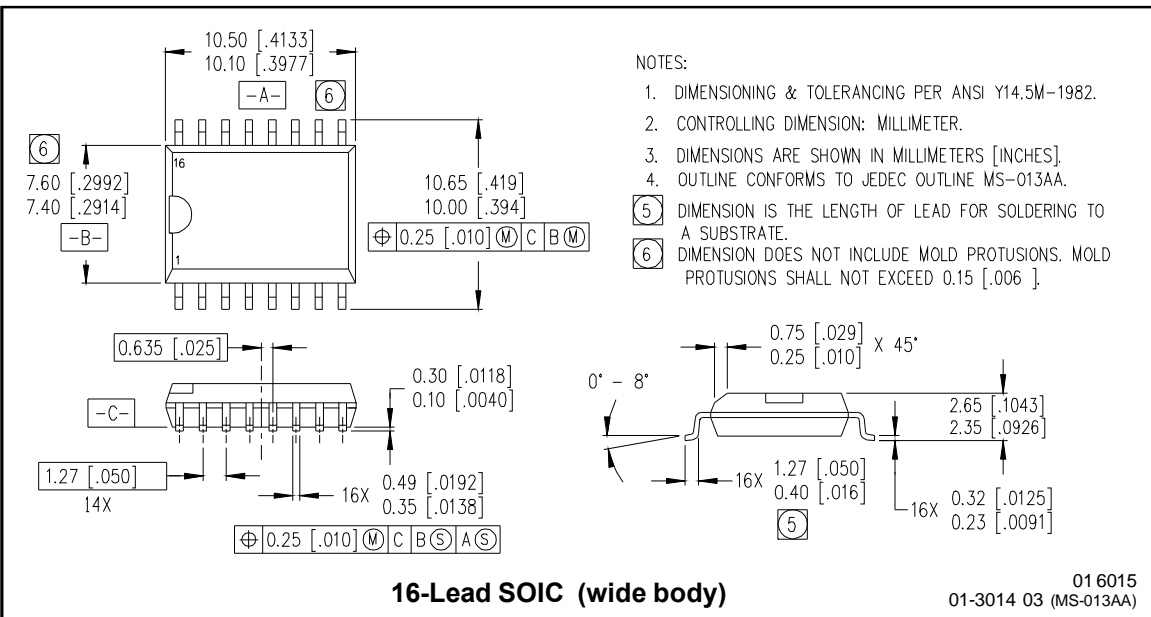 10.50 [.4133]
10.10 [.3977]
-A- 6
6
7.60 [.2992]
7.40 [.2914]
-B-
16
1
10.65 [.419]
10.00 [.394]
⌖ 0.25 [.010] Ⓜ C B Ⓜ
NOTES:
1. DIMENSIONING & TOLERANCING PER ANSI Y14.5M-1982.
2. CONTROLLING DIMENSION: MILLIMETER.
3. DIMENSIONS ARE SHOWN IN MILLIMETERS [INCHES].
4. OUTLINE CONFORMS TO JEDEC OUTLINE MS-013AA.
5 DIMENSION IS THE LENGTH OF LEAD FOR SOLDERING TO
A SUBSTRATE.
6 DIMENSION DOES NOT INCLUDE MOLD PROTUSIONS. MOLD
PROTUSIONS SHALL NOT EXCEED 0.15 [.006 ].
0.635 [.025]
-C-
0.30 [.0118]
0.10 [.0040]
1.27 [.050]
14X
16X 0.49 [.0192]
0.35 [.0138]
⌖ 0.25 [.010] Ⓜ C B Ⓢ A Ⓢ
0.75 [.029]
0.25 [.010] X 45°
0° - 8°
2.65 [.1043]
2.35 [.0926]
16X 1.27 [.050]
0.40 [.016]
5
16X 0.32 [.0125]
0.23 [.0091]
16-Lead SOIC (wide body)
01 6015
01-3014 03 (MS-013AA)